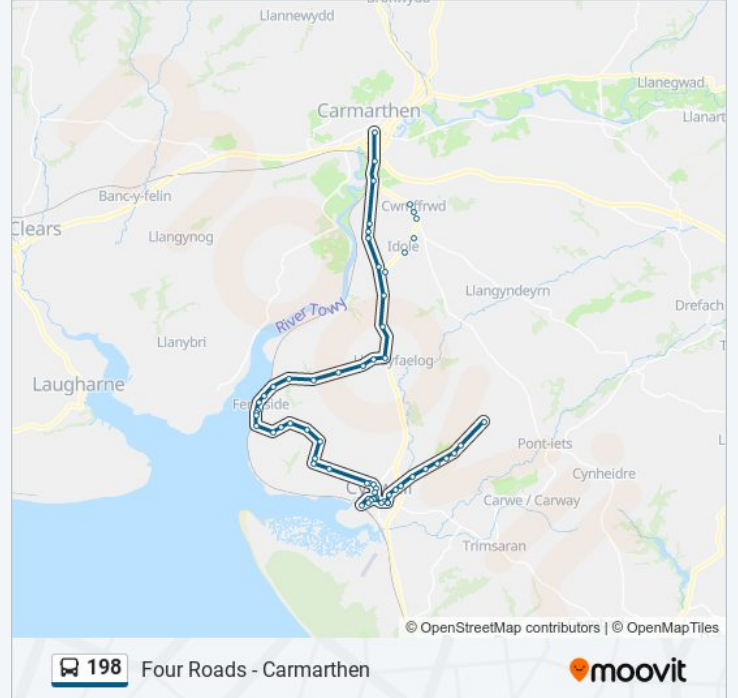 Llannewydd
Llanegwad
Carmarthen
Llanart
Banc-y-felin
Cwmffrwd
Clears
Llangynog
Idole
Llangyndeyrn
River Towy
Drefach
Llanybri
Laugharne
Ferryside
Pont-iets
Cynheidre
Carwe / Carway
Trimsaran
© OpenStreetMap contributors | © OpenMapTiles
198 Four Roads - Carmarthen
moovit